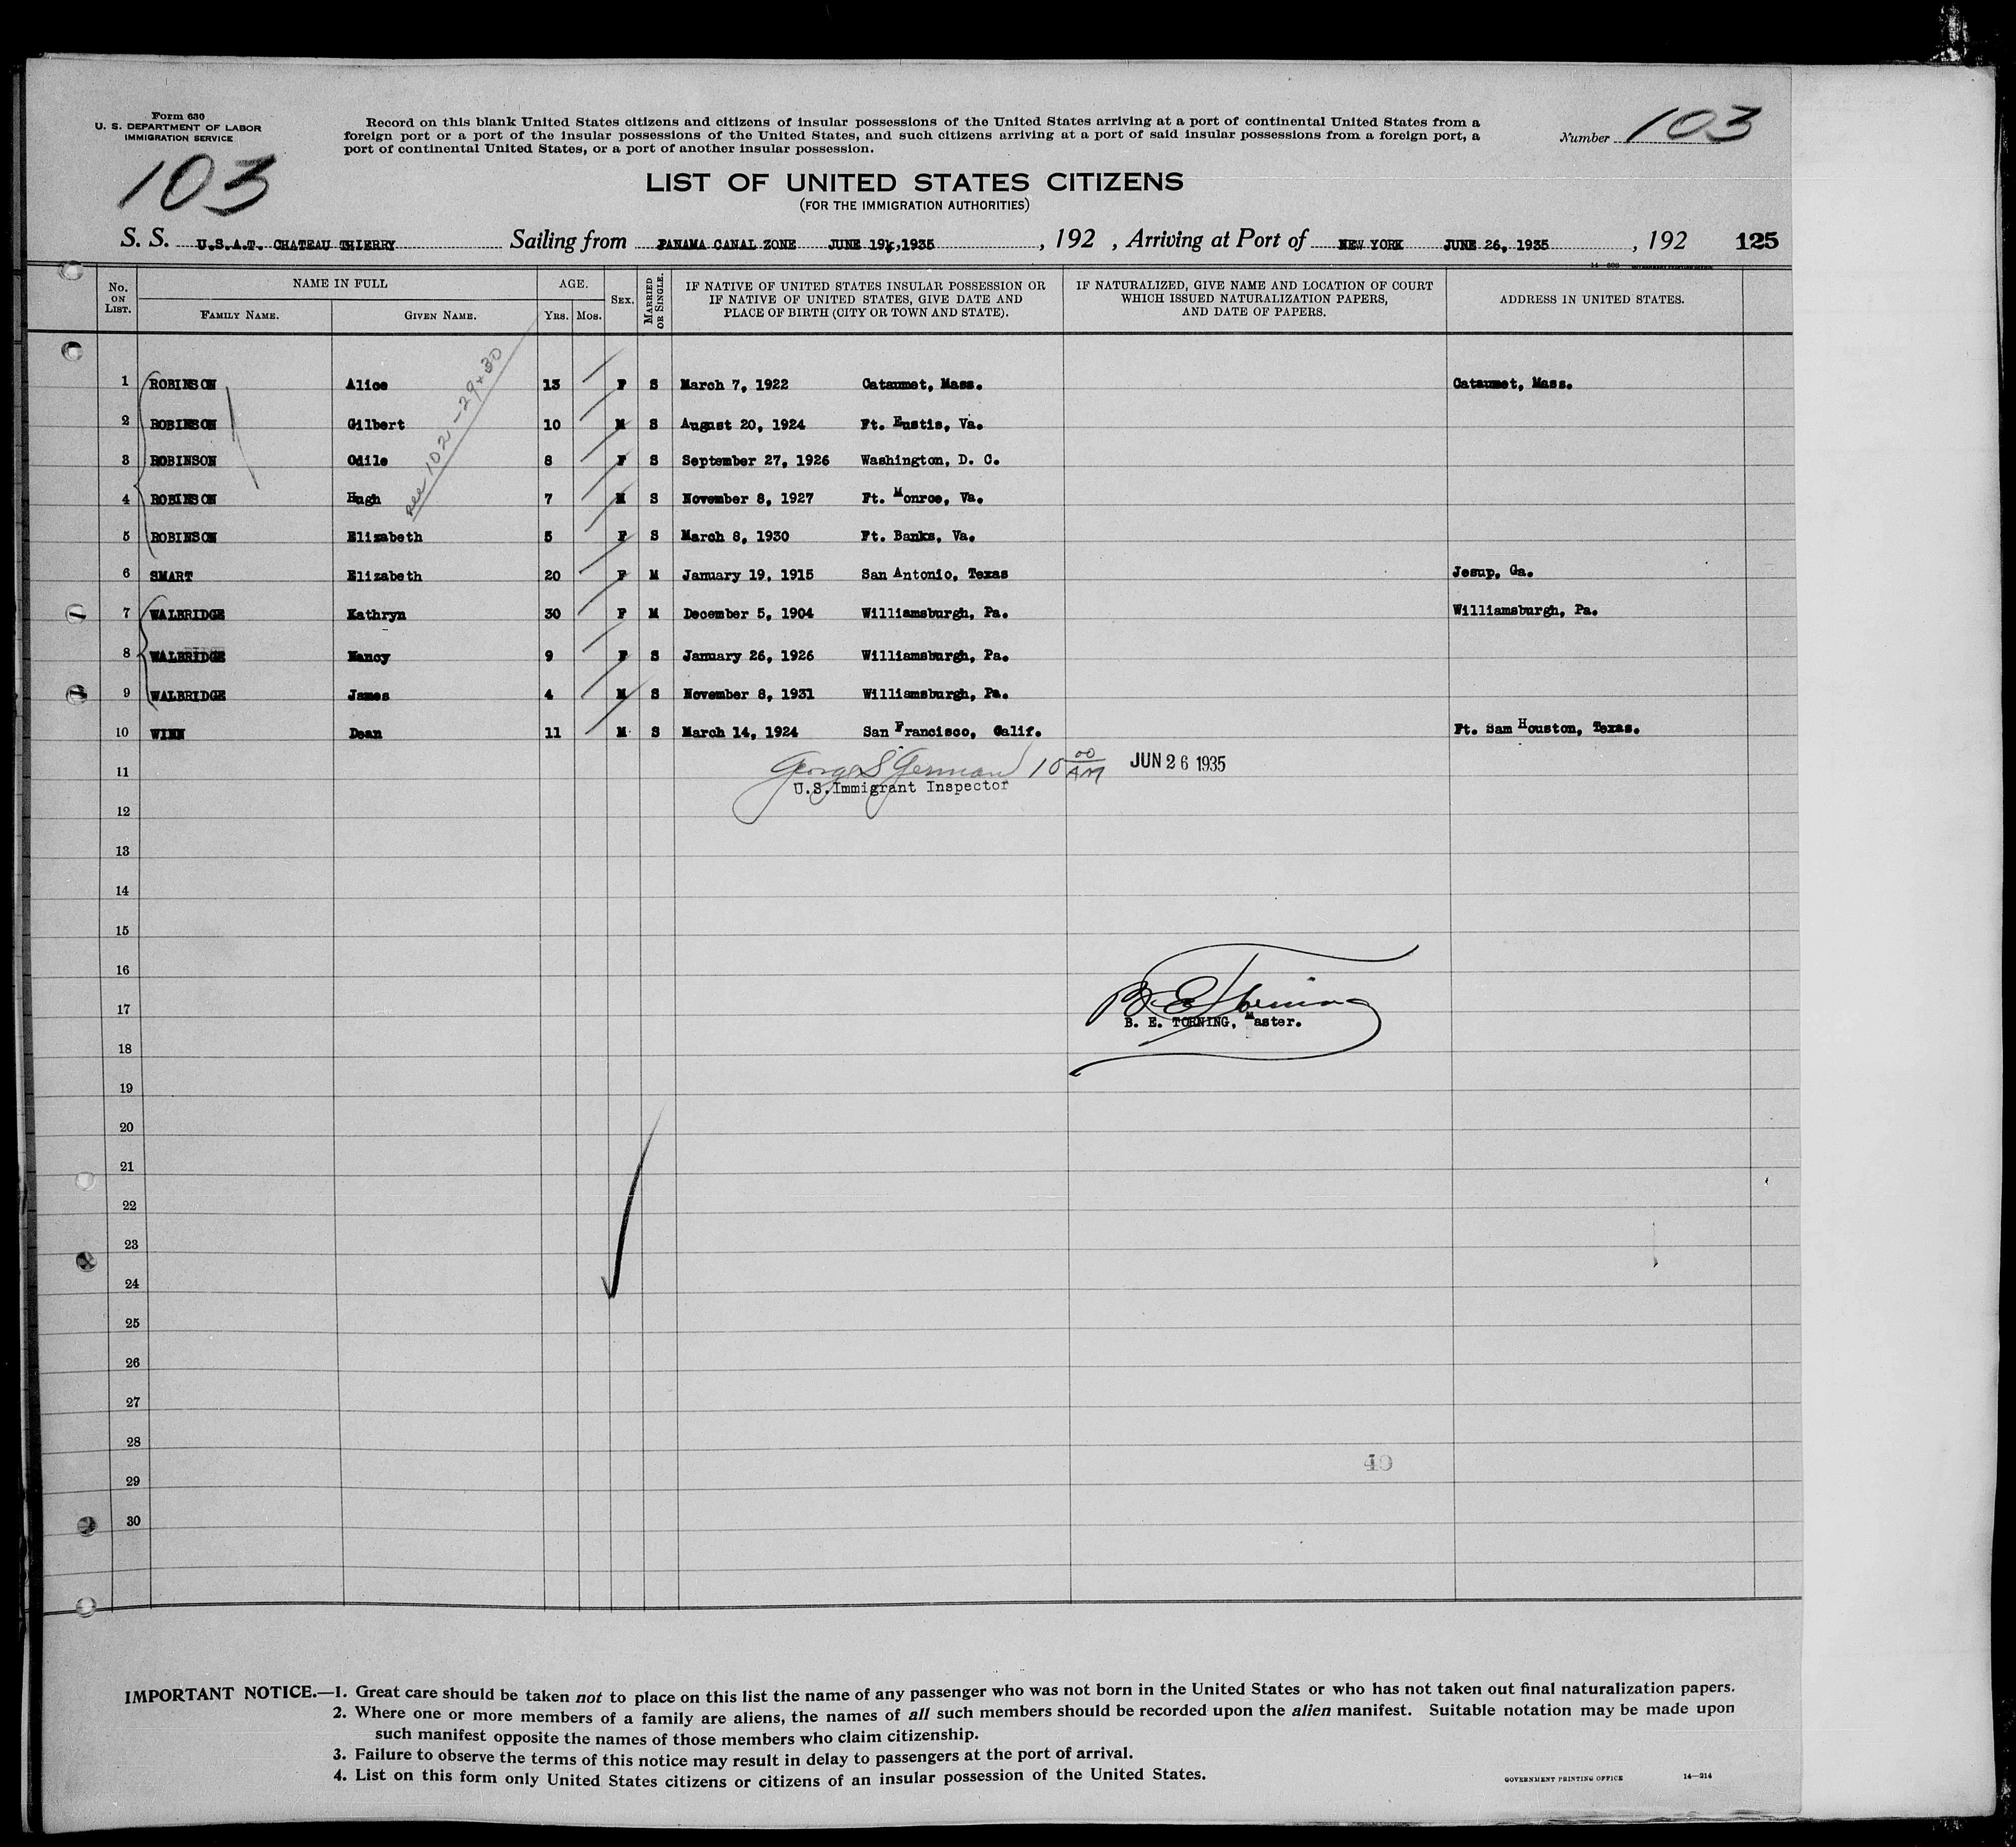 Form 630
U. S. DEPARTMENT OF LABOR
IMMIGRATION SERVICE
103
Record on this blank United States citizens and citizens of insular possessions of the United States arriving at a port of continental United States from a
foreign port or a port of the insular possessions of the United States, and such citizens arriving at a port of said insular possessions from a foreign port, a
port of continental United States, or a port of another insular possession.
Number 103
LIST OF UNITED STATES CITIZENS
(FOR THE IMMIGRATION AUTHORITIES)
S. S. U.S.A.T. CHATEAU THIERRY Sailing from PANAMA CANAL ZONE JUNE 19,1935 , 192 , Arriving at Port of NEW YORK JUNE 26, 1935 , 192 125
No. ON LIST. NAME IN FULL FAMILY NAME. GIVEN NAME. AGE. YRS. MOS. SEX. MARRIED OR SINGLE. IF NATIVE OF UNITED STATES INSULAR POSSESSION OR IF NATIVE OF UNITED STATES, GIVE DATE AND PLACE OF BIRTH (CITY OR TOWN AND STATE). IF NATURALIZED, GIVE NAME AND LOCATION OF COURT WHICH ISSUED NATURALIZATION PAPERS, AND DATE OF PAPERS. ADDRESS IN UNITED STATES.
see 102-29+30
1 ROBINSON Alice 13 F S March 7, 1922 Cataumet, Mass. Cataumet, Mass.
2 ROBINSON Gilbert 10 M S August 20, 1924 Ft. Eustis, Va.
3 ROBINSON Odile 8 F S September 27, 1926 Washington, D. C.
4 ROBINSON Hugh 7 M S November 8, 1927 Ft. Monroe, Va.
5 ROBINSON Elizabeth 5 F S March 8, 1930 Ft. Banks, Va.
6 SMART Elizabeth 20 F M January 19, 1915 San Antonio, Texas Jesup, Ga.
7 WALBRIDGE Kathryn 30 F M December 5, 1904 Williamsburgh, Pa. Williamsburgh, Pa.
8 WALBRIDGE Nancy 9 F S January 26, 1926 Williamsburgh, Pa.
9 WALBRIDGE James 4 M S November 8, 1931 Williamsburgh, Pa.
10 WINN Dean 11 M S March 14, 1924 San Francisco, Calif. Ft. Sam Houston, Texas.
George S German 10 00 AM JUN 26 1935
11
U.S.Immigrant Inspector
12
13
14
15
16
17
B E Torning
B. E. TORNING, Master.
18
19
20
21
22
23
24
25
26
27
28
49
29
30
IMPORTANT NOTICE.—1. Great care should be taken not to place on this list the name of any passenger who was not born in the United States or who has not taken out final naturalization papers.
2. Where one or more members of a family are aliens, the names of all such members should be recorded upon the alien manifest. Suitable notation may be made upon
such manifest opposite the names of those members who claim citizenship.
3. Failure to observe the terms of this notice may result in delay to passengers at the port of arrival.
4. List on this form only United States citizens or citizens of an insular possession of the United States.
GOVERNMENT PRINTING OFFICE 14—214